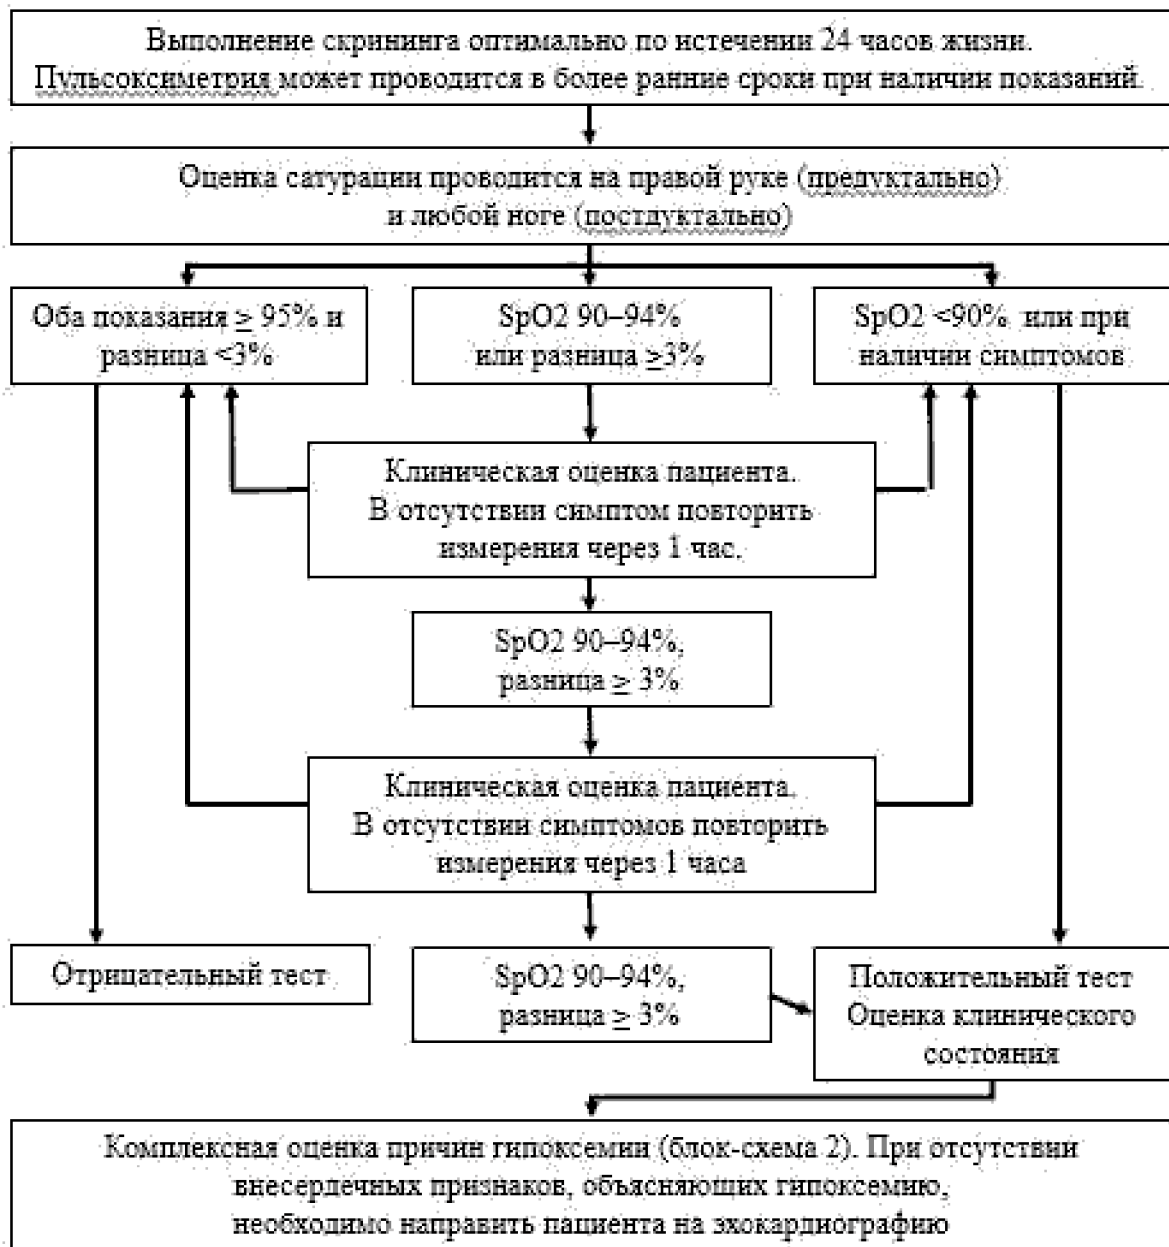 Выполнение скрининга оптимально по истечении 24 часов жизни.
Пульсоксиметрия может проводится в более ранние сроки при наличии показаний.
Оценка сатурации проводится на правой руке (предуктально)
и любой ноге (постдуктально)
Оба показания ≥ 95% и
разница <3%
SpO2 90–94%
или разница ≥3%
SpO2 <90% или при
наличии симптомов
Клиническая оценка пациента.
В отсутствии симптом повторить
измерения через 1 час.
SpO2 90–94%,
разница ≥ 3%
Клиническая оценка пациента.
В отсутствии симптомов повторить
измерения через 1 часа
Отрицательный тест
SpO2 90–94%,
разница ≥ 3%
Положительный тест
Оценка клинического
состояния
Комплексная оценка причин гипоксемии (блок-схема 2). При отсутствии
внесердечных признаков, объясняющих гипоксемию,
необходимо направить пациента на эхокардиографию